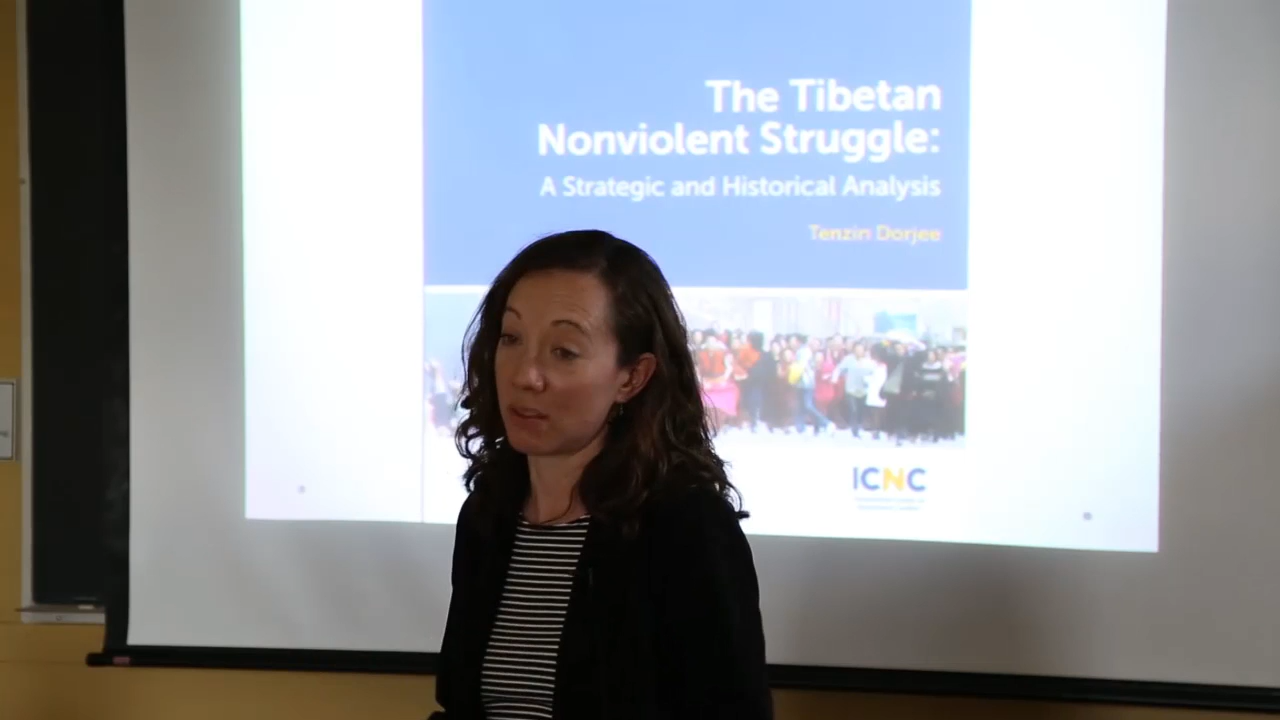 The Tibetan
Nonviolent Struggle:
A Strategic and Historical Analysis
Tenzin Dorjee
ICNC